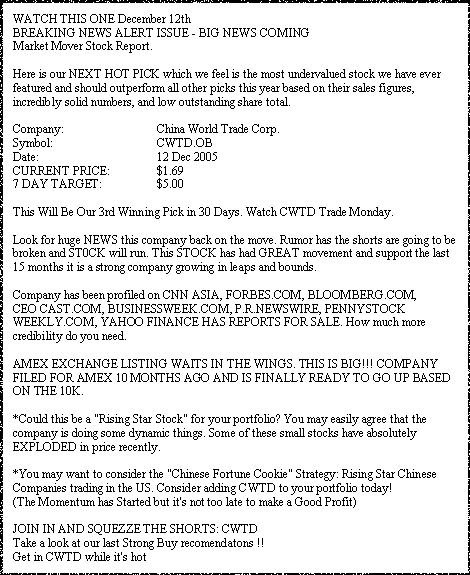 WATCH THIS ONE December 12th
BREAKING NEWS ALERT ISSUE - BIG NEWS COMING
Market Mover Stock Report.
Here is our NEXT HOT PICK which we feel is the most undervalued stock we have ever
featured and should outperform all other picks this year based on their sales figures,
incredibly solid numbers, and low outstanding share total.
Company: China World Trade Corp.
Symbol: CWTD.OB
Date: 12 Dec 2005
CURRENT PRICE: $1.69
7 DAY TARGET: $5.00
This Will Be Our 3rd Winning Pick in 30 Days. Watch CWTD Trade Monday.
Look for huge NEWS this company back on the move. Rumor has the shorts are going to be
broken and ST0CK will run. This STOCK has had GREAT movement and support the last
15 months it is a strong company growing in leaps and bounds.
Company has been profiled on CNN ASIA, FORBES.COM, BLOOMBERG.COM,
CEO CAST.COM, BUSINESSWEEK.COM, P.R.NEWSWIRE, PENNYSTOCK
WEEKLY.COM, YAHOO FINANCE HAS REPORTS FOR SALE. How much more
credibility do you need.
AMEX EXCHANGE LISTING WAITS IN THE WINGS. THIS IS BIG!!! COMPANY
FILED FOR AMEX 10 MONTHS AGO AND IS FINALLY READY TO GO UP BASED
ON THE 10K.
*Could this be a "Rising Star Stock" for your portfolio? You may easily agree that the
company is doing some dynamic things. Some of these small stocks have absolutely
EXPLODED in price recently.
*You may want to consider the "Chinese Fortune Cookie" Strategy: Rising Star Chinese
Companies trading in the US. Consider adding CWTD to your portfolio today!
(The Momentum has Started but it's not too late to make a Good Profit)
JOIN IN AND SQUEZZE THE SHORTS: CWTD
Take a look at our last Strong Buy recomendatons !!
Get in CWTD while it's hot